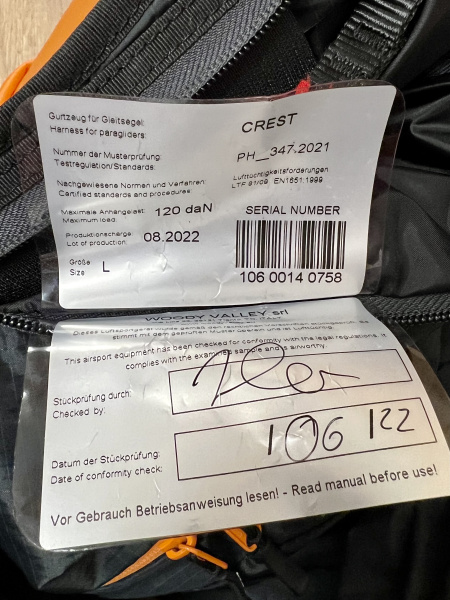 Gurtzeug für Gleitsegel:
Harness for paragliders:
CREST
Nummer der Musterprüfung:
Testregulation/Standards:
PH__347.2021
Nachgewiesene Normen und Verfahren:
Certified standards and procedures:
Lufttüchtigkeitsforderungen
LTF 91/09 EN1651:1999
Maximale Anhängelast:
Maximum load:
120 daN
SERIAL NUMBER
Produktionscharge:
Lot of production:
08.2022
Größe
Size
L
106 0014 0758
WOODY VALLEY srl
This airsport equipment has been checked for conformity with the legal regulations. It
complies with the examined sample and is airworthy.
Stückprüfung durch:
Checked by:
Datum der Stückprüfung:
Date of conformity check:
106 122
Vor Gebrauch Betriebsanweisung lesen! - Read manual before use!